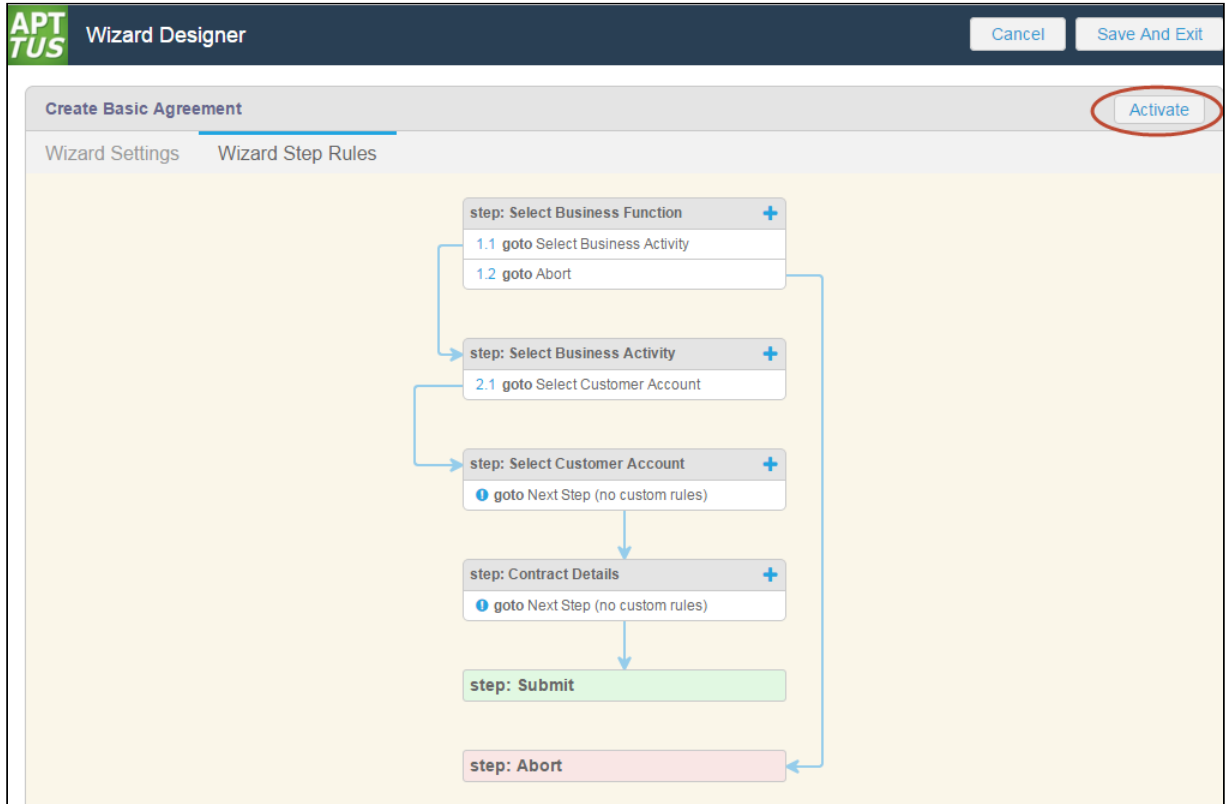 APT
TUS
Wizard Designer
Cancel
Save And Exit
Create Basic Agreement
Activate
Wizard Settings
Wizard Step Rules
step: Select Business Function
1.1 goto Select Business Activity
1.2 goto Abort
step: Select Business Activity
2.1 goto Select Customer Account
step: Select Customer Account
goto Next Step (no custom rules)
step: Contract Details
goto Next Step (no custom rules)
step: Submit
step: Abort